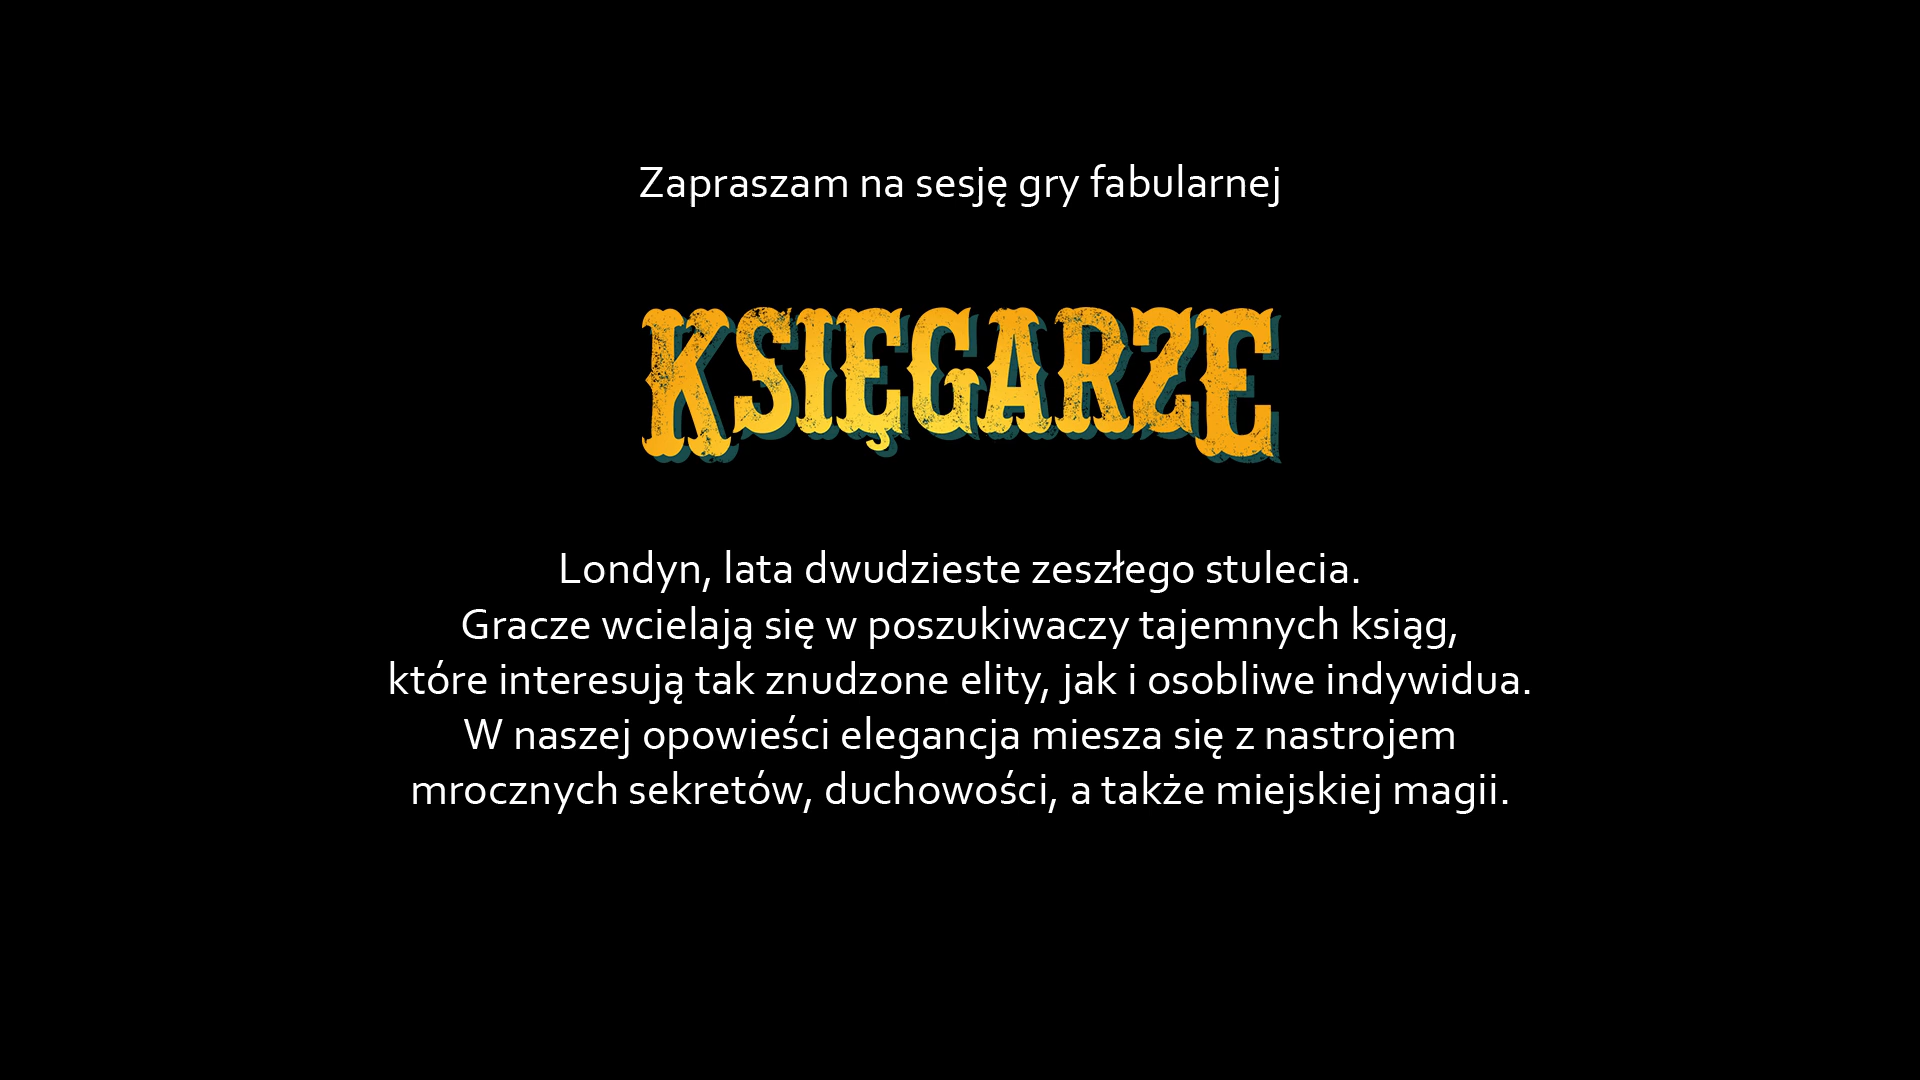 Zapraszam na sesję gry fabularnej
KSIĘGARZE
Londyn, lata dwudzieste zeszłego stulecia.
Gracze wcielają się w poszukiwaczy tajemnych ksiąg,
które interesują tak znudzone elity, jak i osobliwe indywidua.
W naszej opowieści elegancja miesza się z nastrojem
mrocznych sekretów, duchowości, a także miejskiej magii.